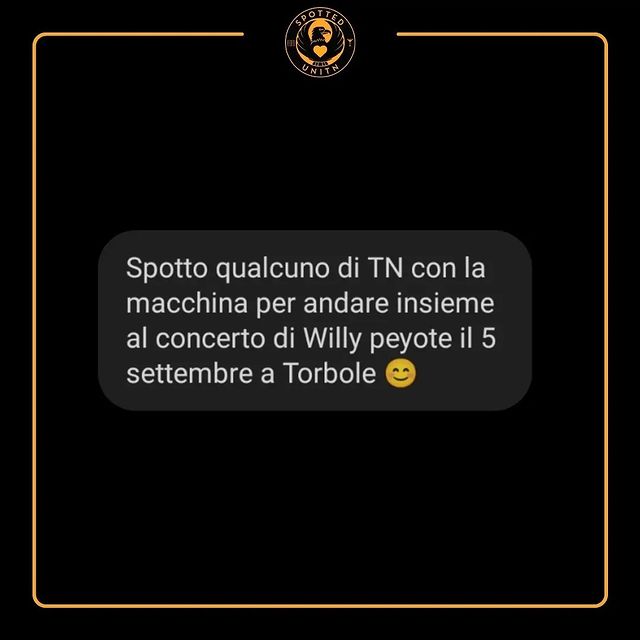 SPOTTED
UNITN
Spotto qualcuno di TN con la
macchina per andare insieme
al concerto di Willy peyote il 5
settembre a Torbole 😊